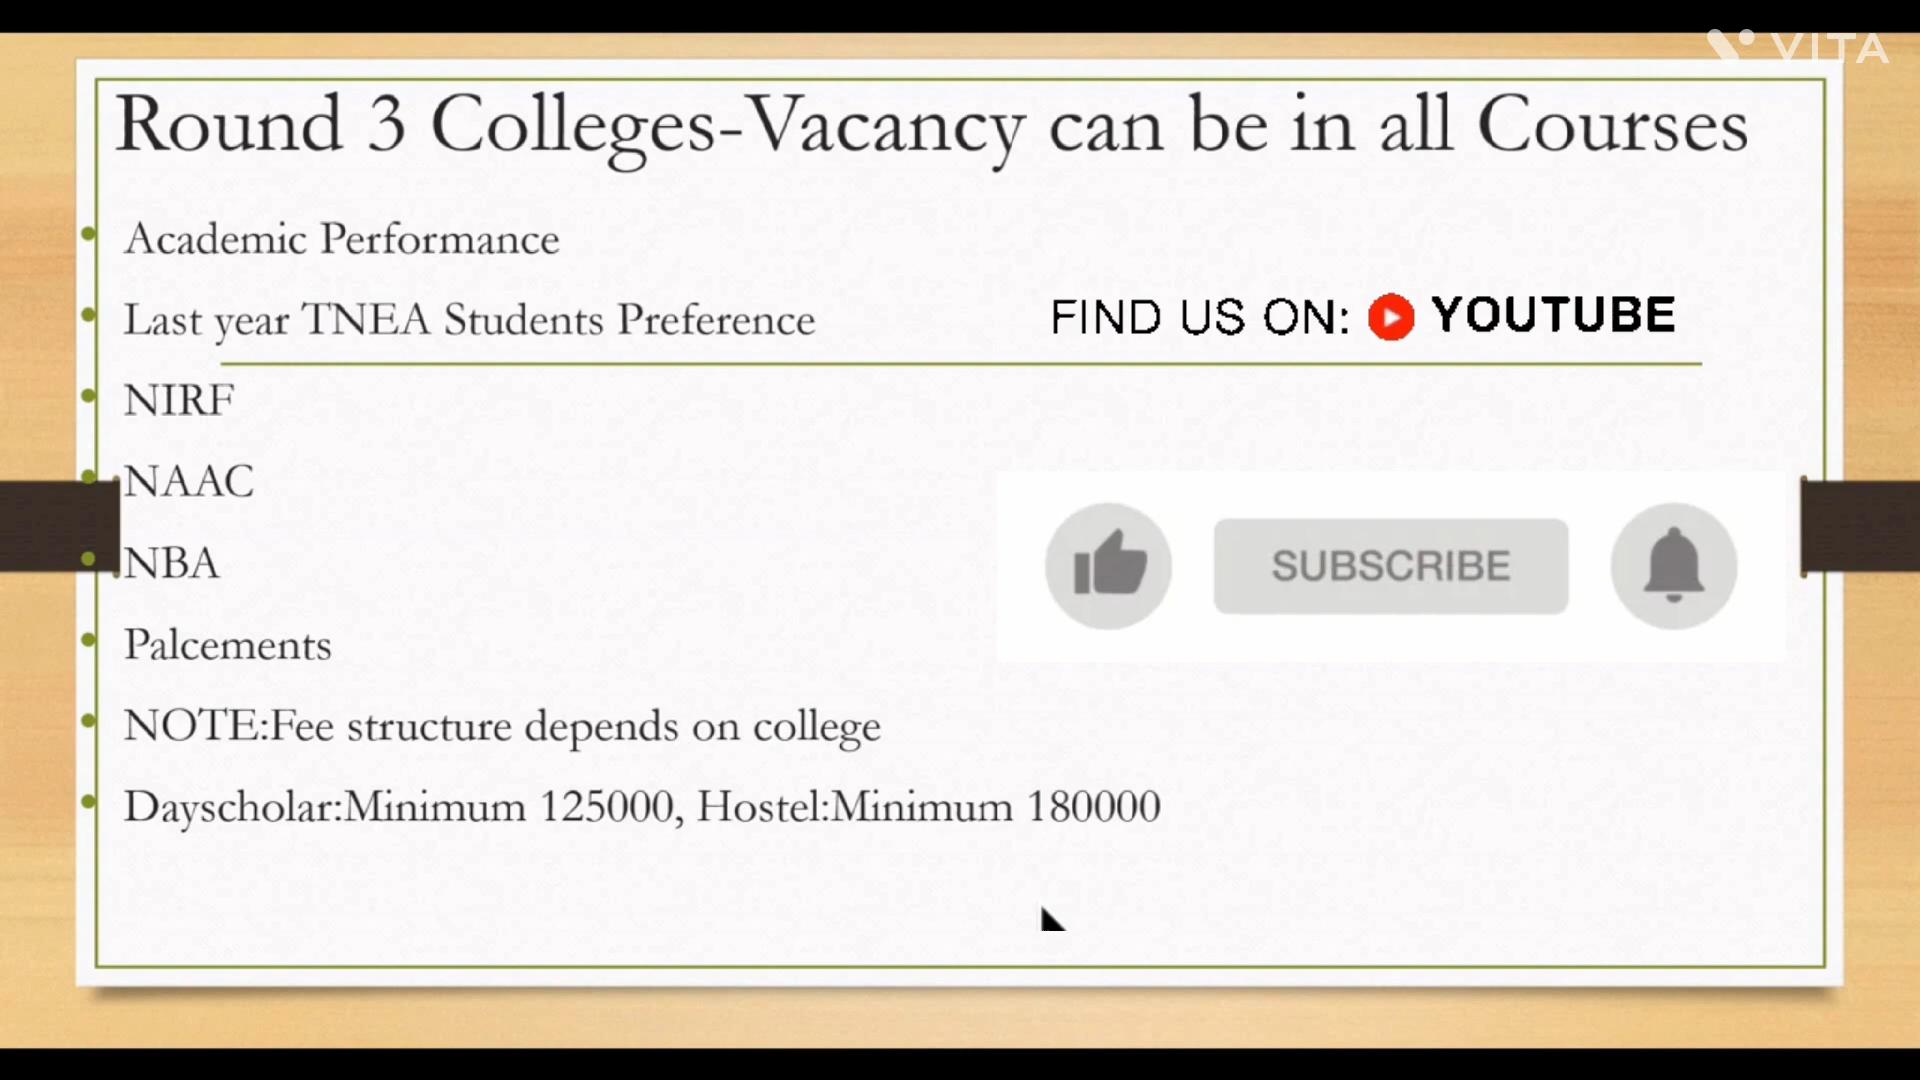 VITA
Round 3 Colleges-Vacancy can be in all Courses
Academic Performance
Last year TNEA Students Preference
FIND US ON: YOUTUBE
NIRF
NAAC
NBA
SUBSCRIBE
Palcements
NOTE:Fee structure depends on college
Dayscholar:Minimum 125000, Hostel:Minimum 180000